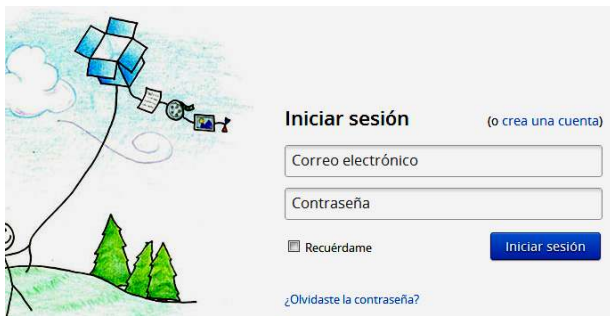 Iniciar sesión (o crea una cuenta)
Correo electrónico
Contraseña
Recuérdame Iniciar sesión
¿Olvidaste la contraseña?